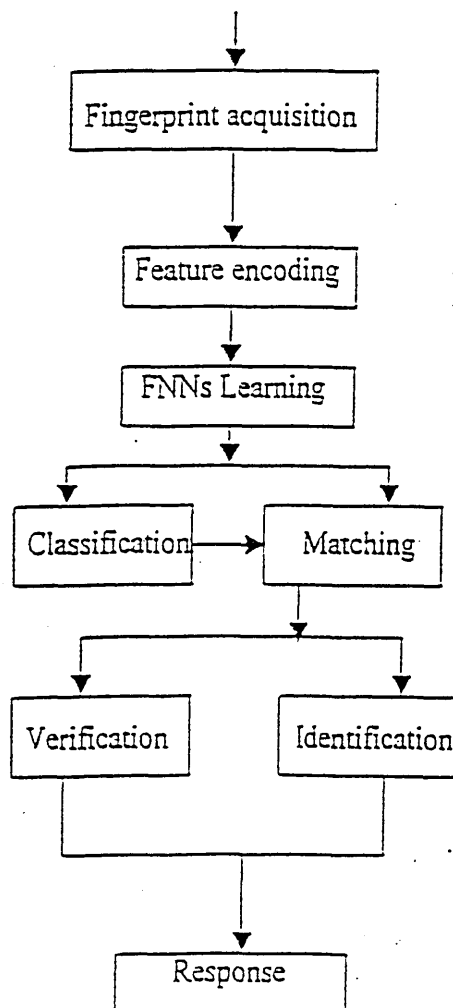 Fingerprint acquisition
Feature encoding
FNNs Learning
Classification
Matching
Verification
Identification
Response